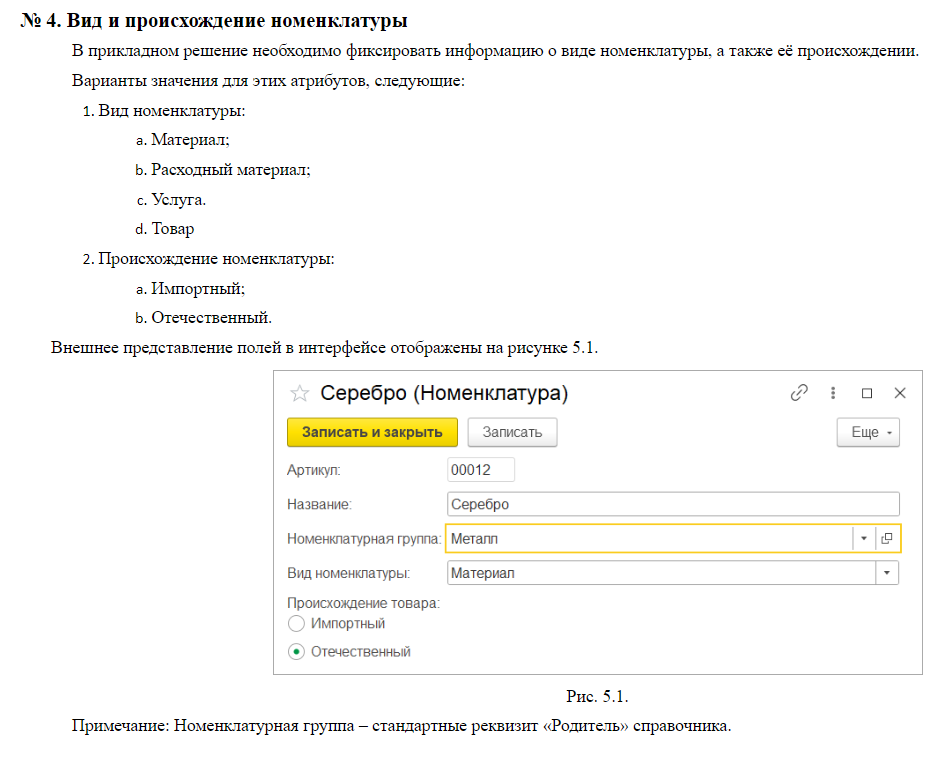 № 4. Вид и происхождение номенклатуры
В прикладном решение необходимо фиксировать информацию о виде номенклатуры, а также её происхождении.
Варианты значения для этих атрибутов, следующие:
1. Вид номенклатуры:
a. Материал;
b. Расходный материал;
c. Услуга.
d. Товар
2. Происхождение номенклатуры:
a. Импортный;
b. Отечественный.
Внешнее представление полей в интерфейсе отображены на рисунке 5.1.
Серебро (Номенклатура)
Записать и закрыть Записать Еще
Артикул: 00012
Название: Серебро
Номенклатурная группа: Металл
Вид номенклатуры: Материал
Происхождение товара:
Импортный
Отечественный
Рис. 5.1.
Примечание: Номенклатурная группа – стандартные реквизит «Родитель» справочника.